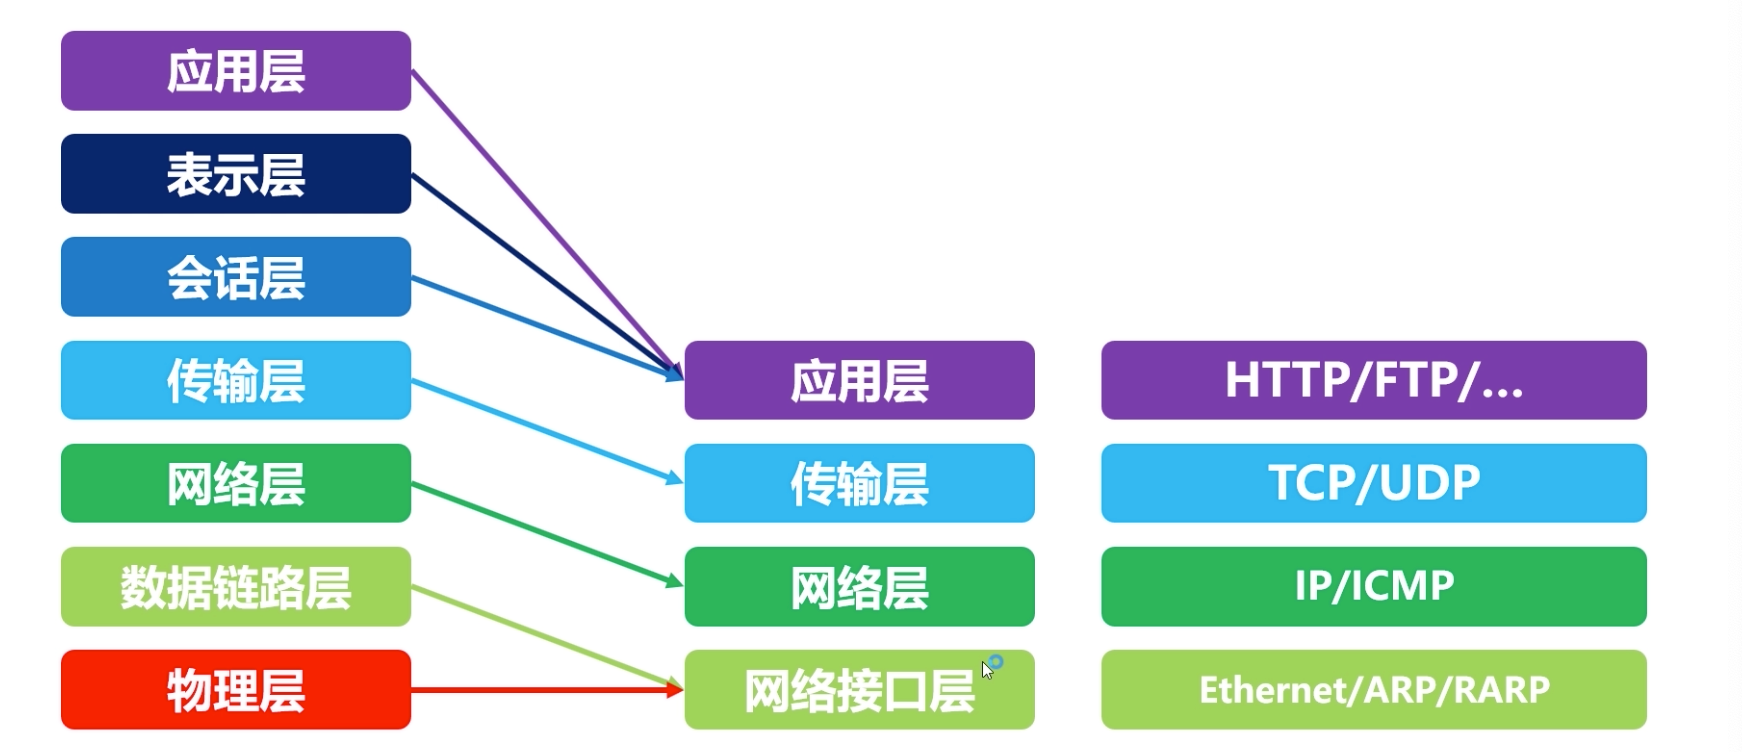 应用层
表示层
会话层
传输层
网络层
数据链路层
物理层
应用层
传输层
网络层
网络接口层
HTTP/FTP/...
TCP/UDP
IP/ICMP
Ethernet/ARP/RARP